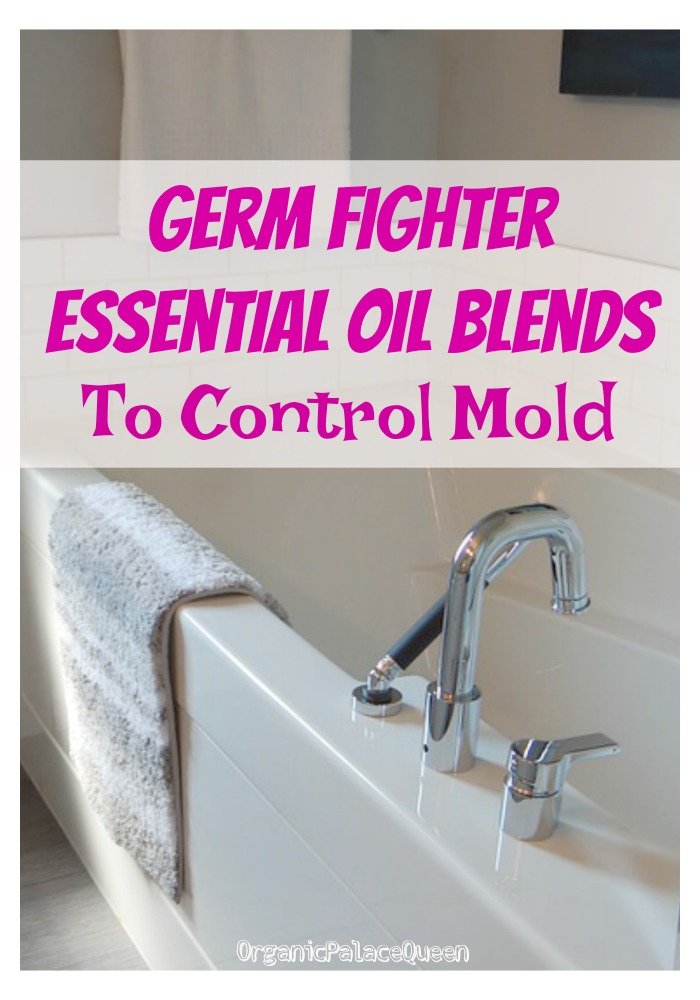 GERM FIGHTER
ESSENTIAL OIL BLENDS
To Control Mold
OrganicPalaceQueen